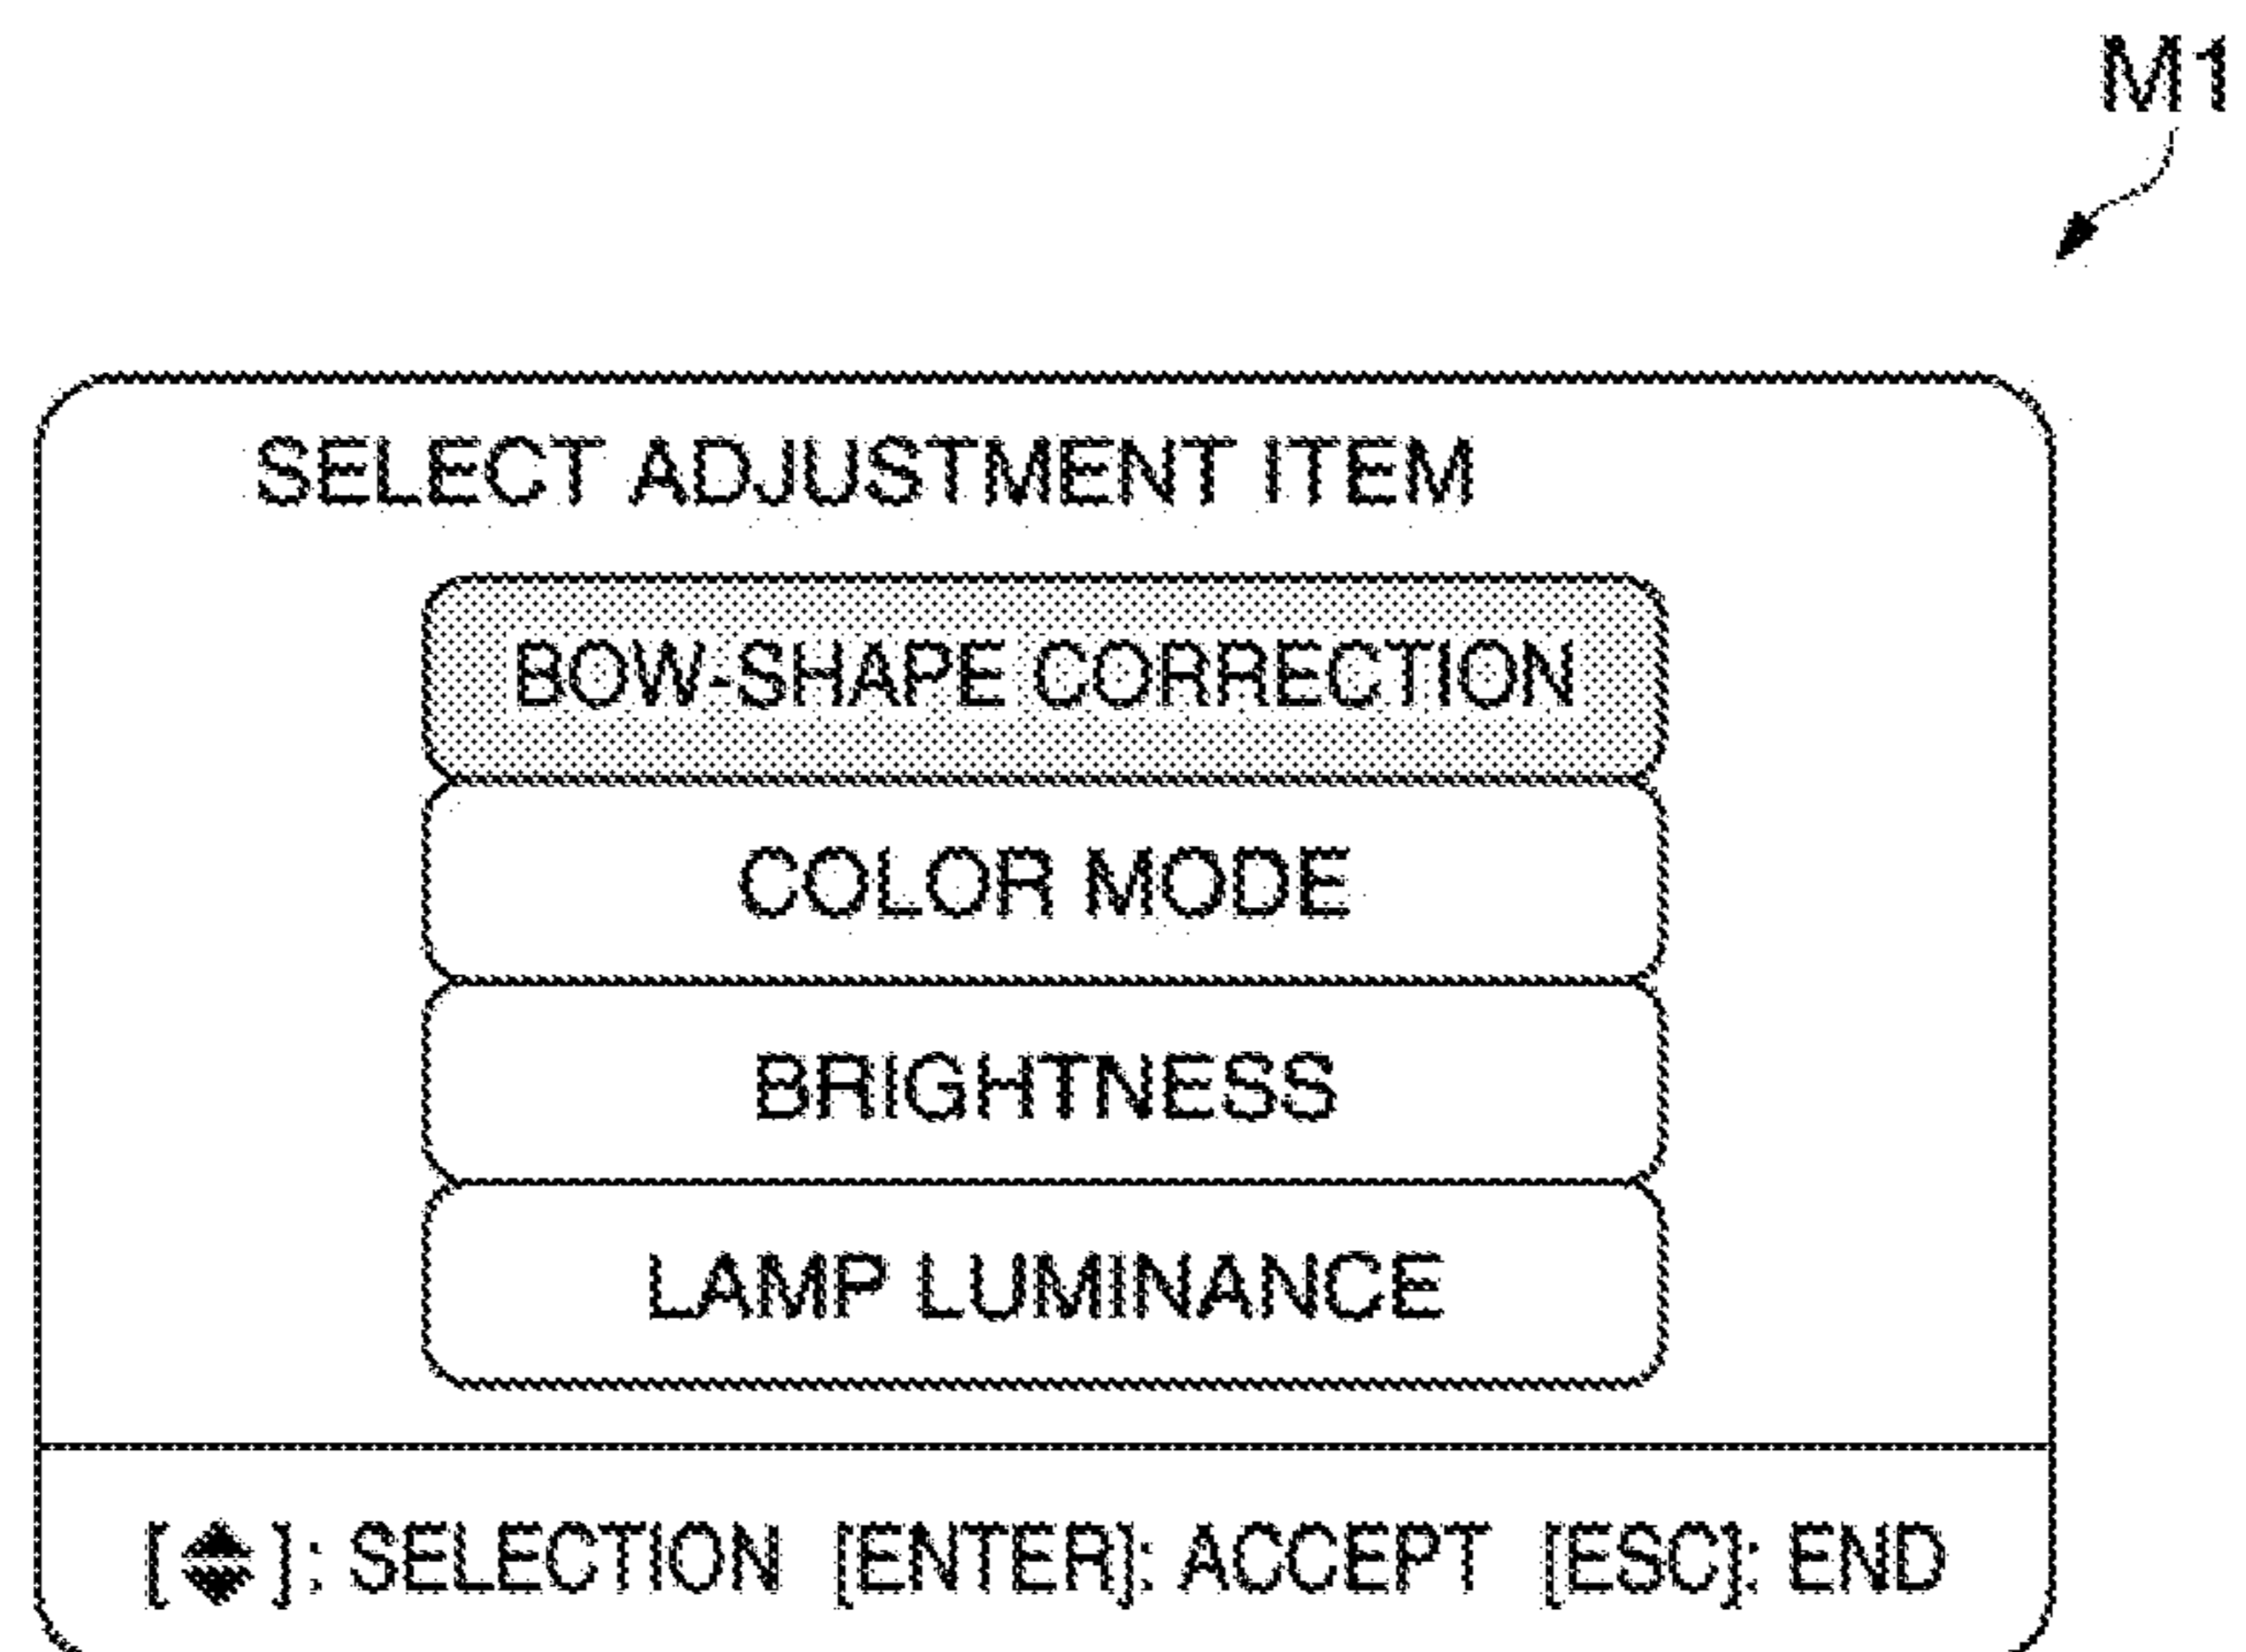 M1
SELECT ADJUSTMENT ITEM
BOW-SHAPE CORRECTION
COLOR MODE
BRIGHTNESS
LAMP LUMINANCE
[◆]: SELECTION [ENTER]: ACCEPT [ESC]: END